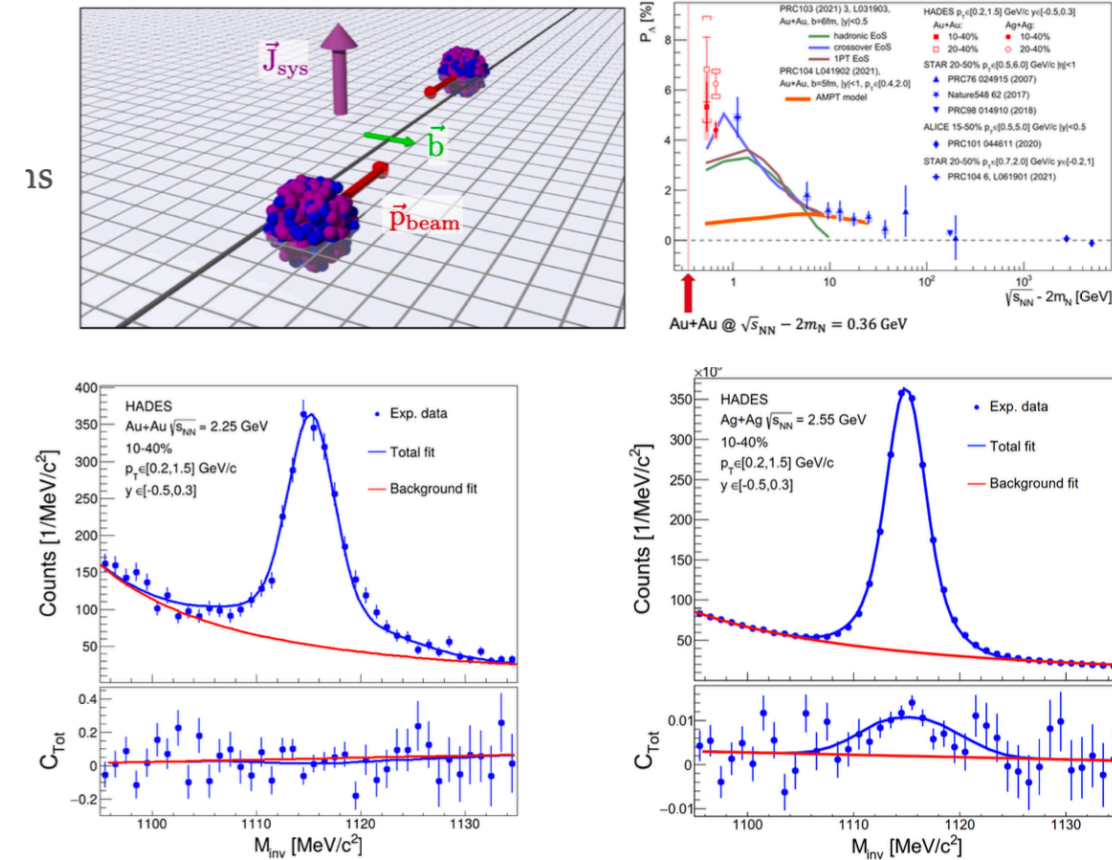 ns
J⃗sys
b⃗
p⃗beam
P_Λ [%]
8
6
4
2
0
PRC103 (2021) 3, L031903,
Au+Au, b=6fm, |y|<0.5
hadronic EoS
crossover EoS
1PT EoS
PRC104 L041902 (2021),
Au+Au, b=5fm, |y|<1, p_T∈[0.4,2.0]
AMPT model
HADES p_T∈[0.2,1.5] GeV/c y∈[-0.5,0.3]
Au+Au: Ag+Ag:
10-40% 10-40%
20-40% 20-40%
STAR 20-50% p_T∈[0.5,6.0] GeV/c |η|<1
PRC76 024915 (2007)
Nature548 62 (2017)
PRC98 014910 (2018)
ALICE 15-50% p_T∈[0.5,5.0] GeV/c |y|<0.5
PRC101 044611 (2020)
STAR 20-50% p_T∈[0.7,2.0] GeV/c y∈[-0.2,1]
PRC104 6, L061901 (2021)
1 10 10² 10³
√s_NN - 2m_N [GeV]
Au+Au @ √s_NN − 2m_N = 0.36 GeV
Counts [1/MeV/c²]
400
350
300
250
200
150
100
50
HADES
Au+Au √s_NN = 2.25 GeV
10-40%
p_T∈[0.2,1.5] GeV/c
y ∈[-0.5,0.3]
Exp. data
Total fit
Background fit
C_Tot
0.4
0.2
0
−0.2
1100 1110 1120 1130
M_inv [MeV/c²]
Counts [1/MeV/c²]
350
250
150
50
HADES
Ag+Ag √s_NN = 2.55 GeV
10-40%
p_T∈[0.2,1.5] GeV/c
y ∈[-0.5,0.3]
Exp. data
Total fit
Background fit
C_Tot
0.01
0
−0.01
1100 1110 1120 1130
M_inv [MeV/c²]